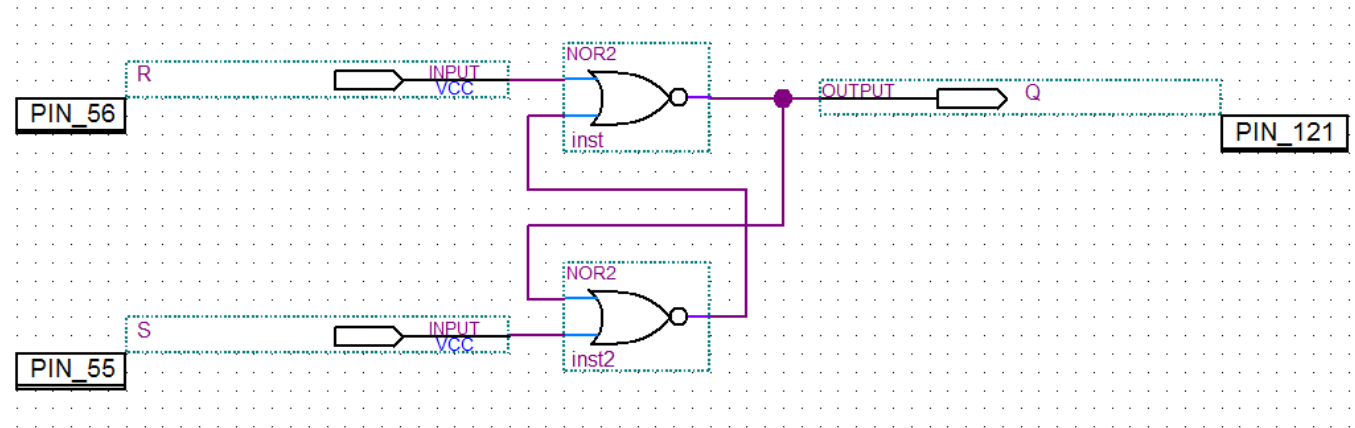 NOR2
R
INPUT
VCC
PIN_56
inst
OUTPUT
Q
PIN_121
NOR2
S
INPUT
VCC
PIN_55
inst2